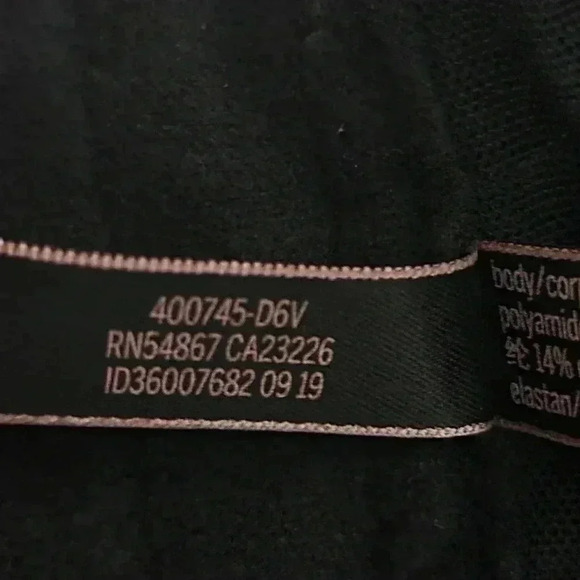 400745-D6V
RN54867 CA23226
ID36007682 09 19
body/cor
polyamid
14%
elastan/